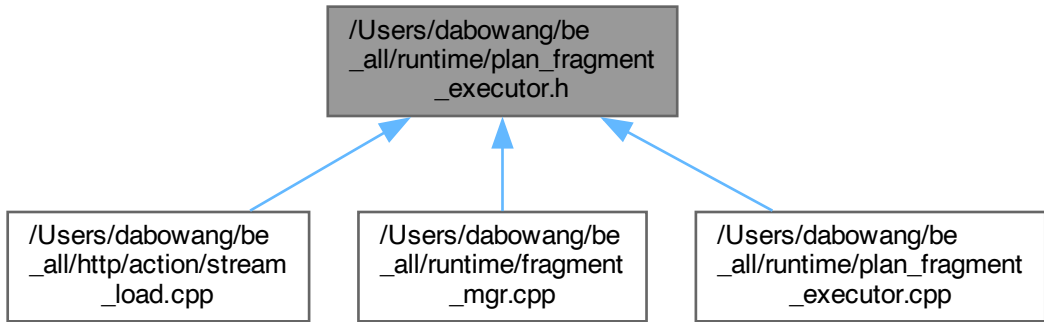 /Users/dabowang/be
_all/runtime/plan_fragment
_executor.h
/Users/dabowang/be
_all/http/action/stream
_load.cpp
/Users/dabowang/be
_all/runtime/fragment
_mgr.cpp
/Users/dabowang/be
_all/runtime/plan_fragment
_executor.cpp